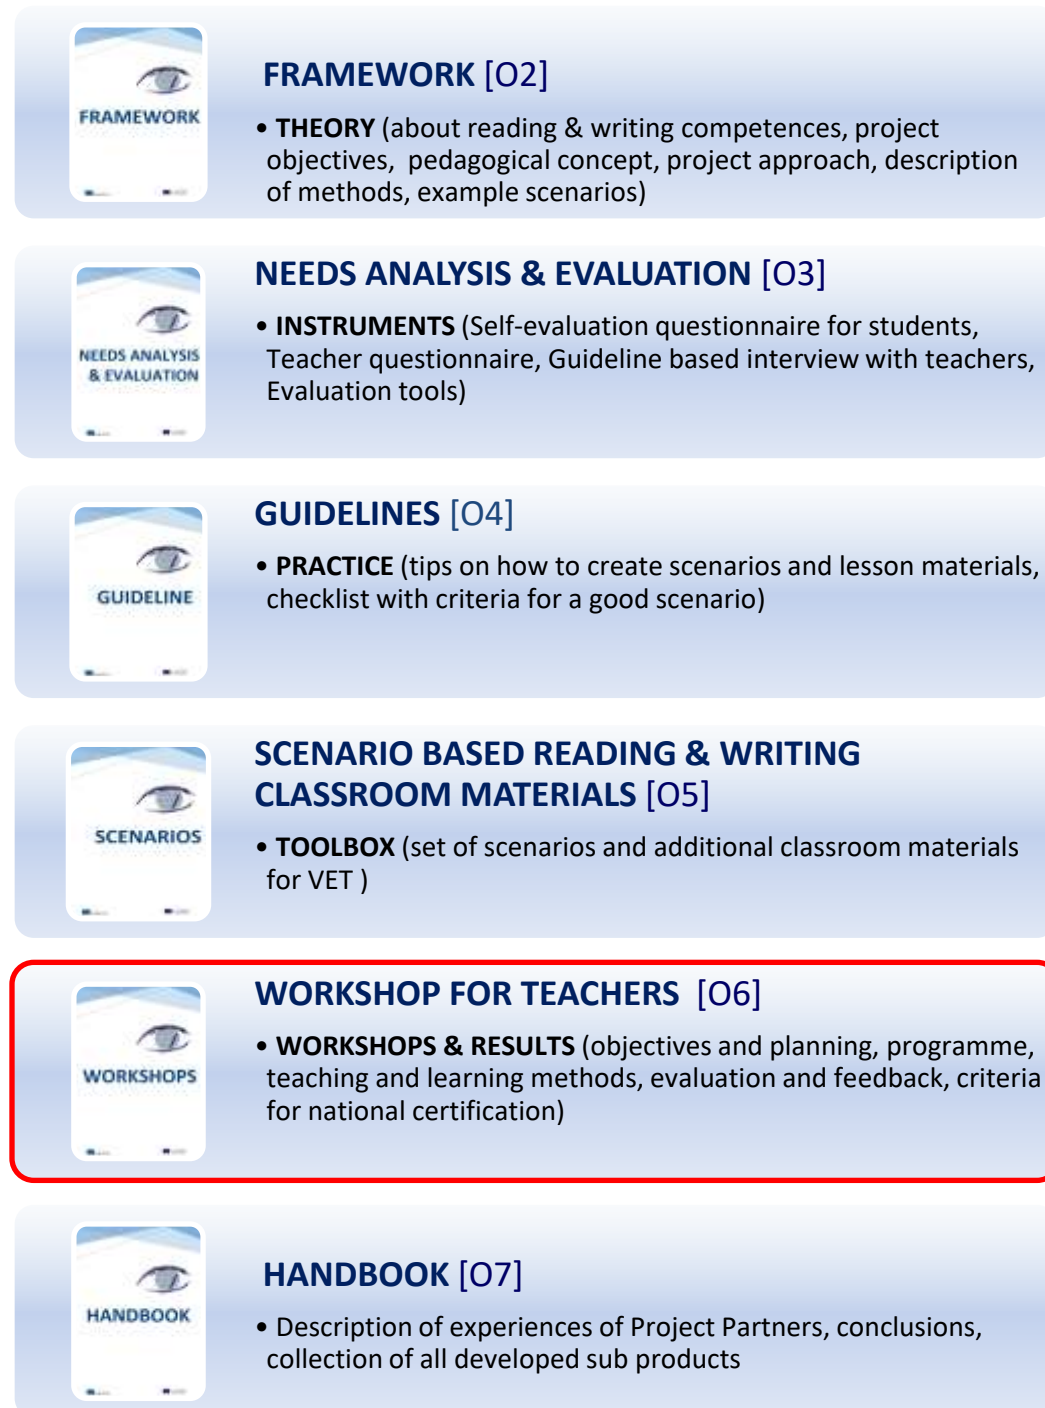 FRAMEWORK
FRAMEWORK [O2]
• THEORY (about reading & writing competences, project
objectives, pedagogical concept, project approach, description
of methods, example scenarios)
NEEDS ANALYSIS
& EVALUATION
NEEDS ANALYSIS & EVALUATION [O3]
• INSTRUMENTS (Self-evaluation questionnaire for students,
Teacher questionnaire, Guideline based interview with teachers,
Evaluation tools)
GUIDELINE
GUIDELINES [O4]
• PRACTICE (tips on how to create scenarios and lesson materials,
checklist with criteria for a good scenario)
SCENARIOS
SCENARIO BASED READING & WRITING
CLASSROOM MATERIALS [O5]
• TOOLBOX (set of scenarios and additional classroom materials
for VET )
WORKSHOPS
WORKSHOP FOR TEACHERS [O6]
• WORKSHOPS & RESULTS (objectives and planning, programme,
teaching and learning methods, evaluation and feedback, criteria
for national certification)
HANDBOOK
HANDBOOK [O7]
• Description of experiences of Project Partners, conclusions,
collection of all developed sub products